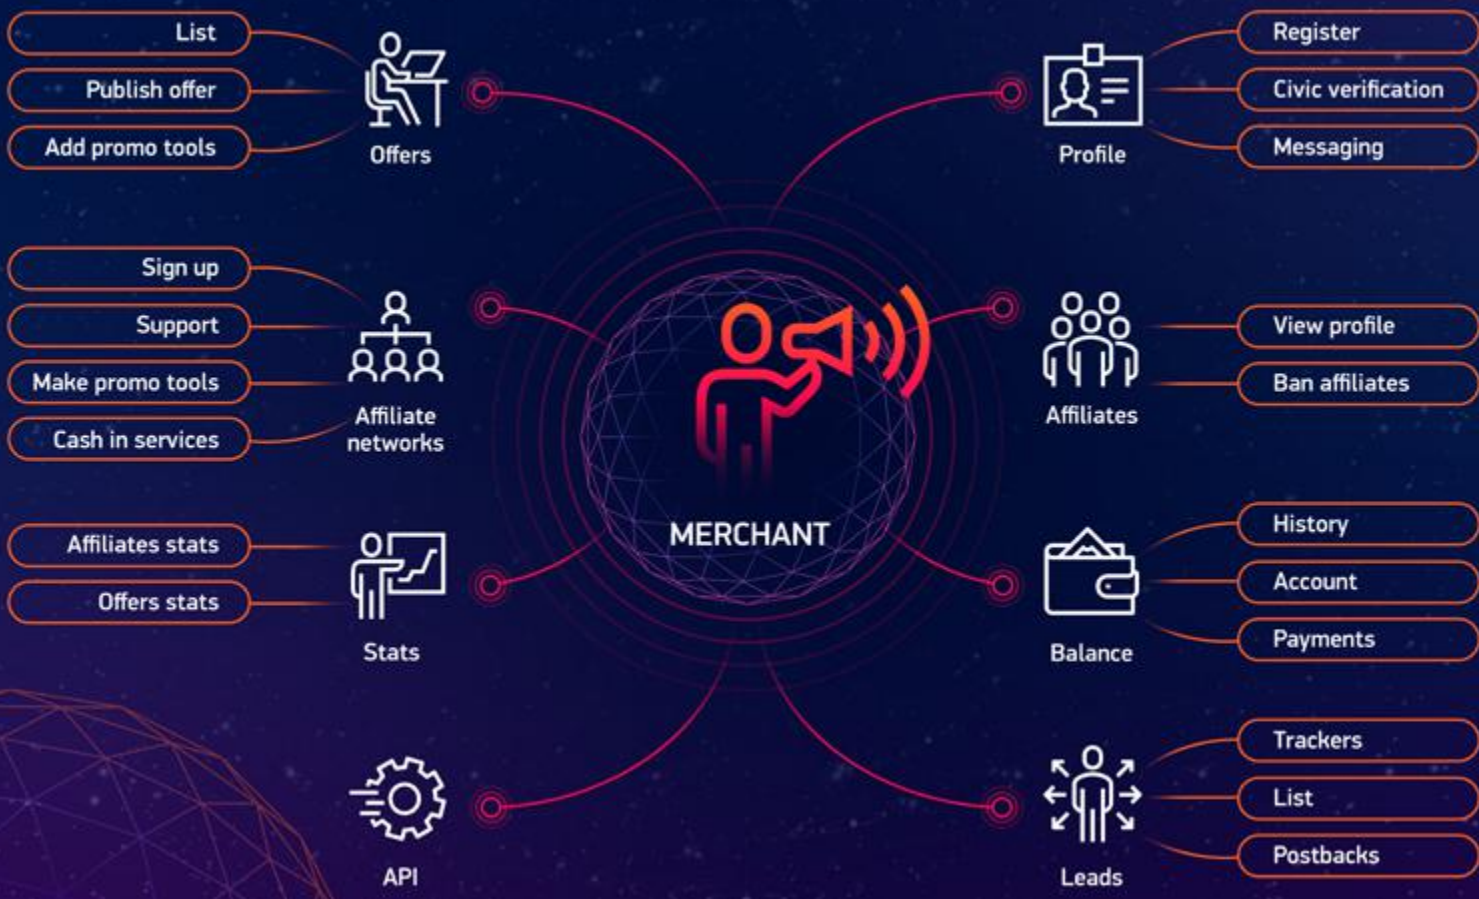 List
Publish offer
Add promo tools
Offers
Register
Civic verification
Messaging
Profile
Sign up
Support
Make promo tools
Cash in services
Affiliate
networks
View profile
Ban affiliates
Affiliates
MERCHANT
Affiliates stats
Offers stats
Stats
History
Account
Payments
Balance
API
Trackers
List
Postbacks
Leads